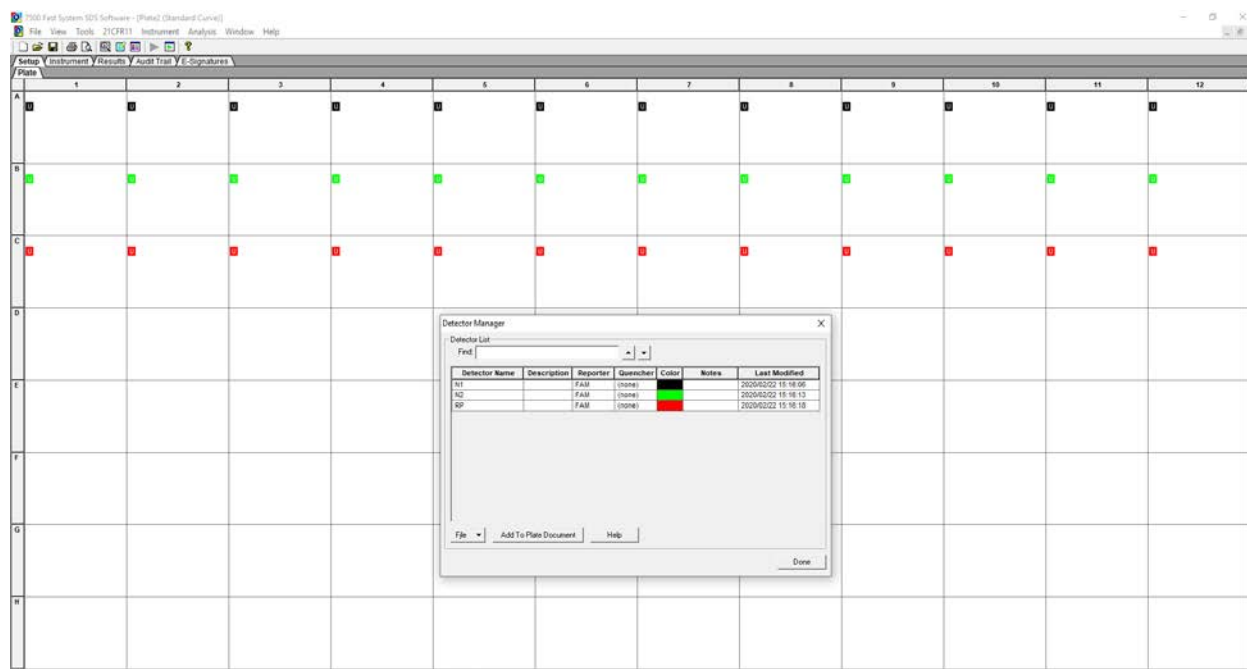 7500 Fast System SDS Software - [Plate2 (Standard Curve)]
File View Tools 21CFR11 Instrument Analysis Window Help
Setup Instrument Results Audit Trail E-Signatures
Plate
1 2 3 4 5 6 7 8 9 10 11 12
A
U U U U U U U U U U U U
B
U U U U U U U U U U U U
C
U U U U U U U U U U U U
D
Detector Manager
Detector List
Find:
Detector Name Description Reporter Quencher Color Notes Last Modified
N1 FAM (none) 2020/02/22 15:16:06
N2 FAM (none) 2020/02/22 15:16:13
RP FAM (none) 2020/02/22 15:16:18
E
F
G
File Add To Plate Document Help
Done
H